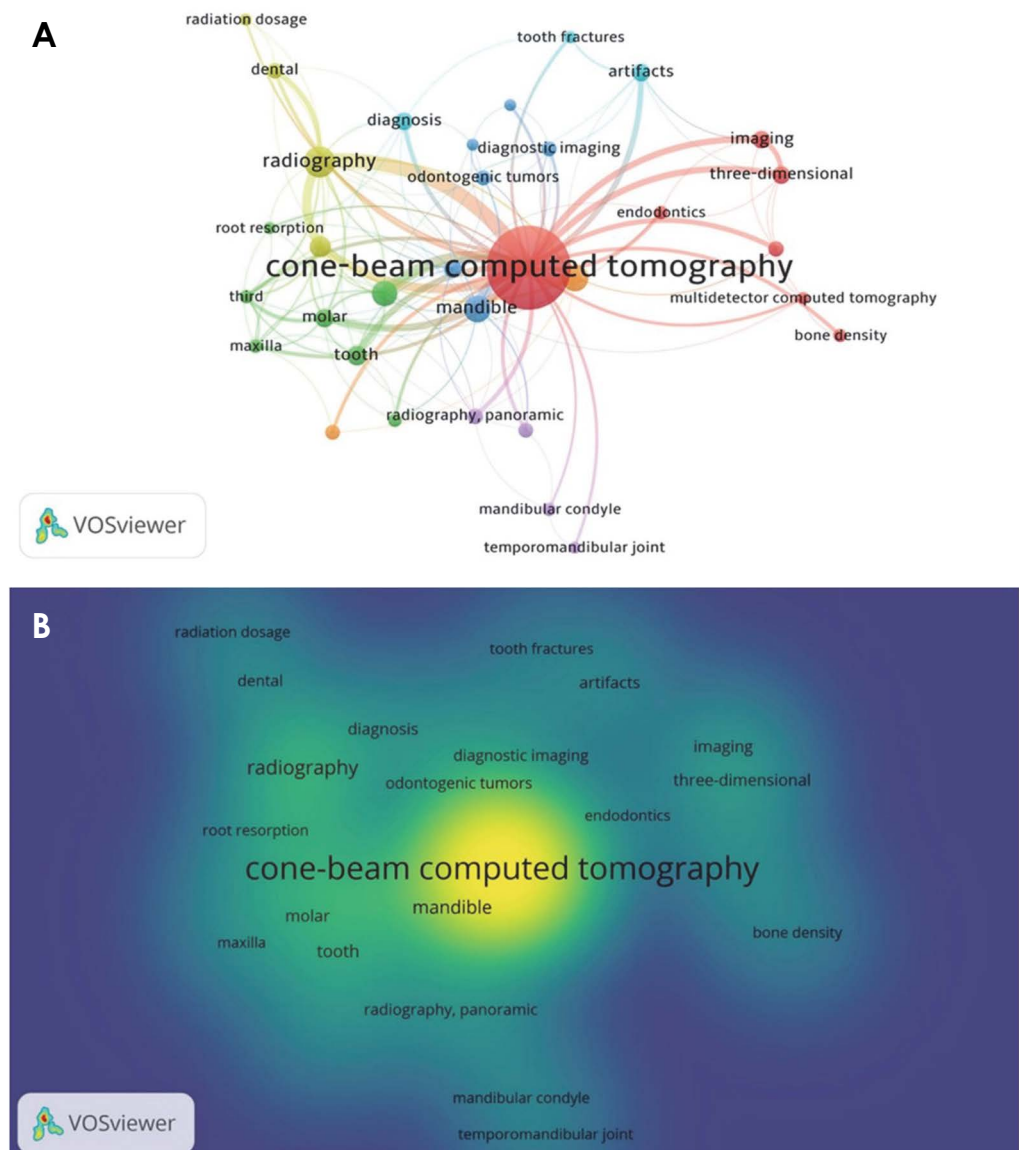 A
radiation dosage
tooth fractures
dental
artifacts
diagnosis
imaging
diagnostic imaging
radiography
three-dimensional
odontogenic tumors
endodontics
root resorption
cone-beam computed tomography
third
multidetector computed tomography
mandible
molar
bone density
maxilla
tooth
radiography, panoramic
mandibular condyle
VOSviewer
temporomandibular joint
B
radiation dosage
tooth fractures
dental
artifacts
diagnosis
imaging
diagnostic imaging
radiography
three-dimensional
odontogenic tumors
endodontics
root resorption
cone-beam computed tomography
mandible
molar
bone density
maxilla
tooth
radiography, panoramic
mandibular condyle
VOSviewer
temporomandibular joint